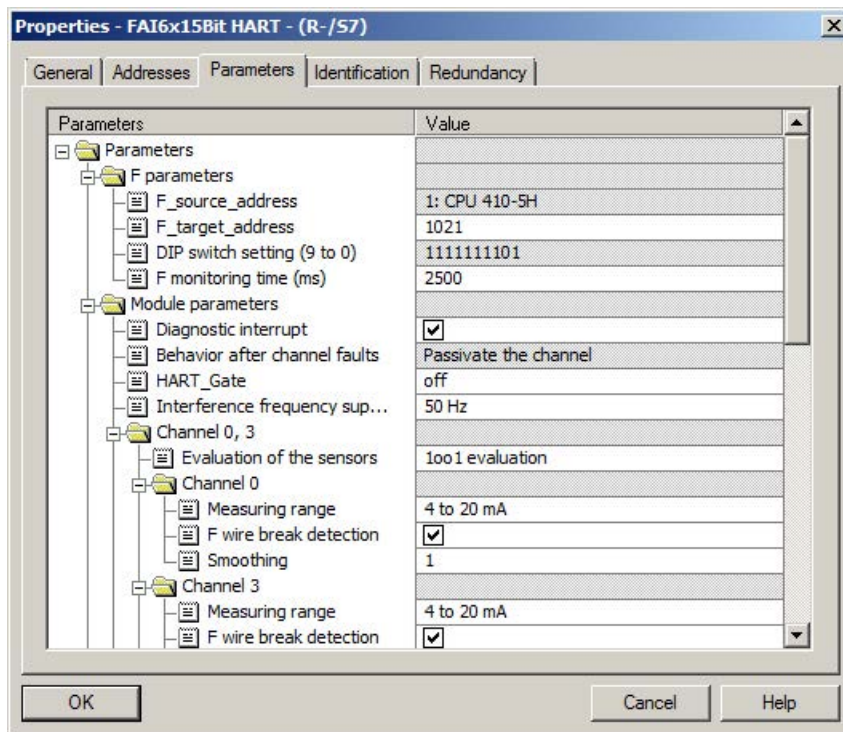 Properties - FAI6x15Bit HART - (R-/S7)
General Addresses Parameters Identification Redundancy
Parameters Value
Parameters
F parameters
F_source_address 1: CPU 410-5H
F_target_address 1021
DIP switch setting (9 to 0) 1111111101
F monitoring time (ms) 2500
Module parameters
Diagnostic interrupt
Behavior after channel faults Passivate the channel
HART_Gate off
Interference frequency sup... 50 Hz
Channel 0, 3
Evaluation of the sensors 1oo1 evaluation
Channel 0
Measuring range 4 to 20 mA
F wire break detection
Smoothing 1
Channel 3
Measuring range 4 to 20 mA
F wire break detection
OK Cancel Help